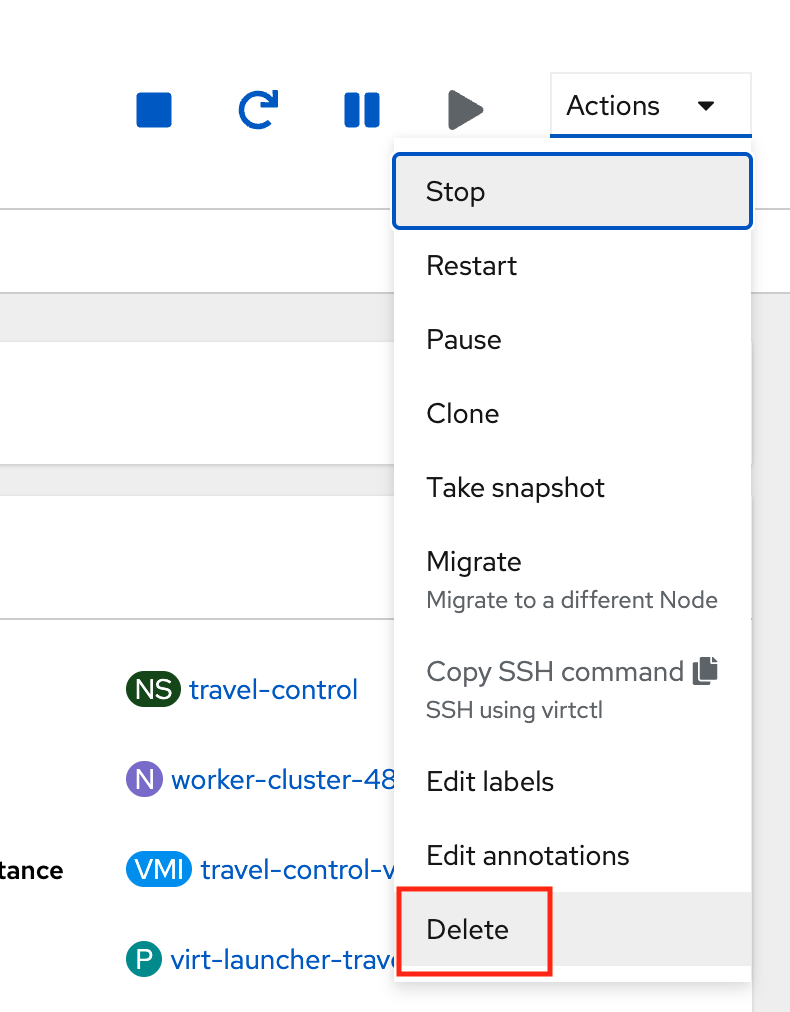 Actions
Stop
Restart
Pause
Clone
Take snapshot
Migrate
Migrate to a different Node
Copy SSH command
SSH using virtctl
Edit labels
Edit annotations
Delete
NS travel-control
N worker-cluster-48
tance VMI travel-control-v
P virt-launcher-trav